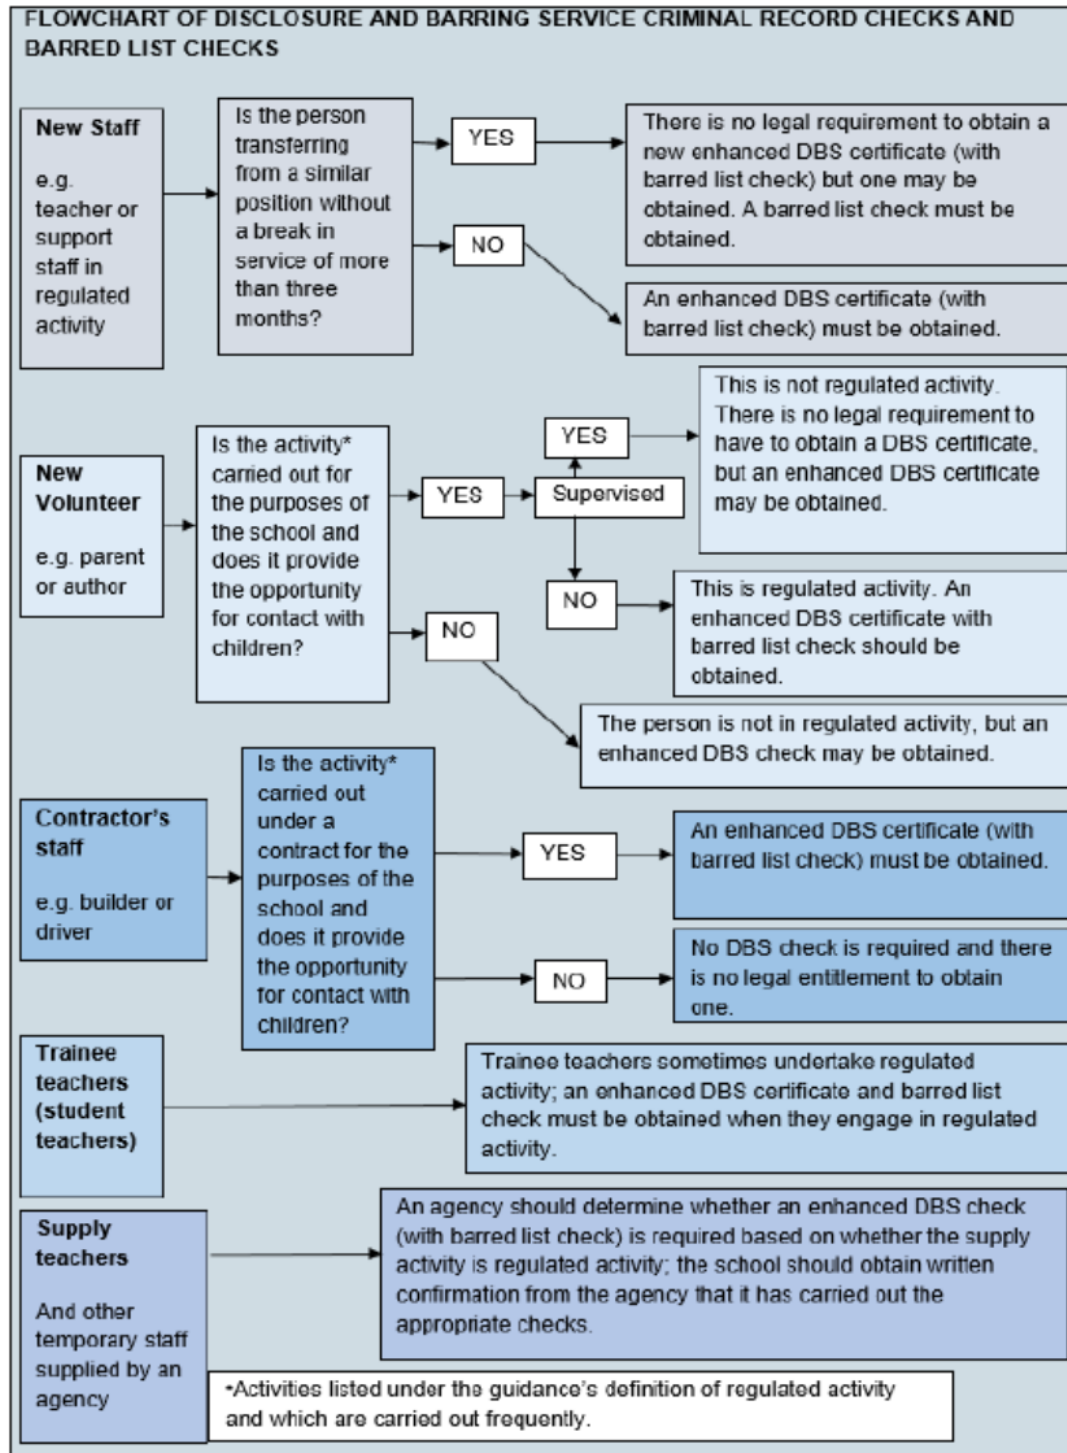 FLOWCHART OF DISCLOSURE AND BARRING SERVICE CRIMINAL RECORD CHECKS AND
BARRED LIST CHECKS
New Staff
e.g.
teacher or
support
staff in
regulated
activity
Is the person
transferring
from a similar
position without
a break in
service of more
than three
months?
YES
There is no legal requirement to obtain a
new enhanced DBS certificate (with
barred list check) but one may be
obtained. A barred list check must be
obtained.
NO
An enhanced DBS certificate (with
barred list check) must be obtained.
New
Volunteer
e.g. parent
or author
Is the activity*
carried out for
the purposes of
the school and
does it provide
the opportunity
for contact with
children?
YES
Supervised
YES
This is not regulated activity.
There is no legal requirement to
have to obtain a DBS certificate,
but an enhanced DBS certificate
may be obtained.
NO
This is regulated activity. An
enhanced DBS certificate with
barred list check should be
obtained.
NO
The person is not in regulated activity, but an
enhanced DBS check may be obtained.
Contractor's
staff
e.g. builder or
driver
Is the activity*
carried out
under a
contract for the
purposes of the
school and
does it provide
the opportunity
for contact with
children?
YES
An enhanced DBS certificate (with
barred list check) must be obtained.
NO
No DBS check is required and there
is no legal entitlement to obtain
one.
Trainee
teachers
(student
teachers)
Trainee teachers sometimes undertake regulated
activity; an enhanced DBS certificate and barred list
check must be obtained when they engage in regulated
activity.
Supply
teachers
And other
temporary staff
supplied by an
agency
An agency should determine whether an enhanced DBS check
(with barred list check) is required based on whether the supply
activity is regulated activity; the school should obtain written
confirmation from the agency that it has carried out the
appropriate checks.
*Activities listed under the guidance's definition of regulated activity
and which are carried out frequently.